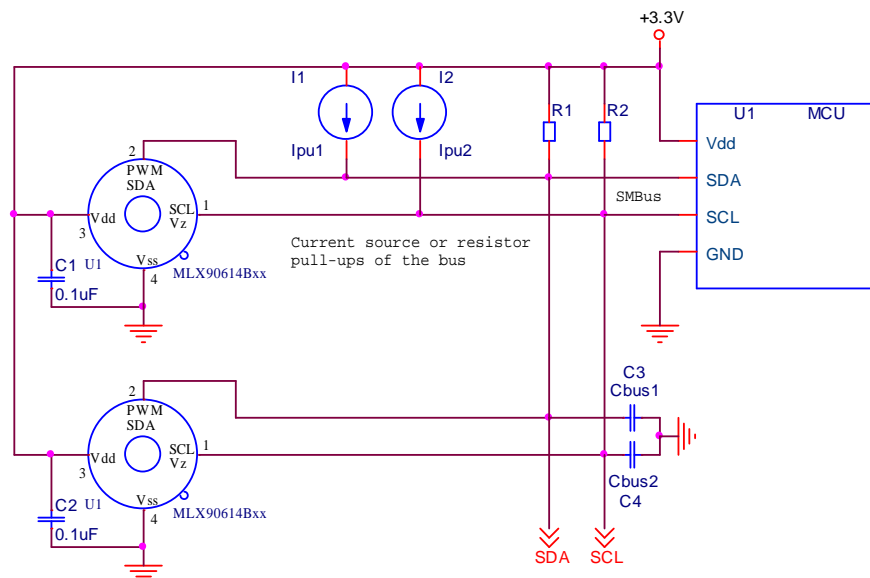 +3.3V
I1
I2
R1
R2
U1
MCU
Ipu1
Ipu2
Vdd
SDA
SMBus
SCL
GND
2
PWM
SDA
SCL
Vz
1
Vdd
3
Vss
4
C1
U1
MLX90614Bxx
0.1uF
Current source or resistor
pull-ups of the bus
C3
Cbus1
2
PWM
SDA
SCL
Vz
1
Vdd
3
Vss
4
Cbus2
C4
C2
U1
MLX90614Bxx
0.1uF
SDA
SCL